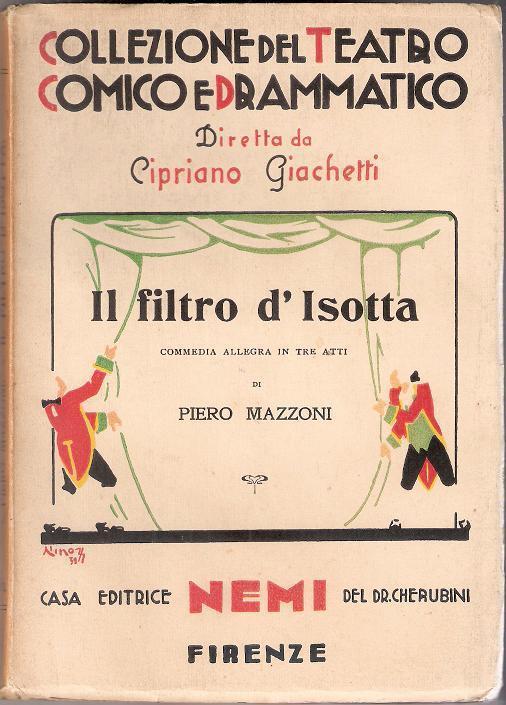 COLLEZIONE DEL TEATRO
COMICO E DRAMMATICO
Diretta da
Cipriano Giachetti
Il filtro d'Isotta
COMMEDIA ALLEGRA IN TRE ATTI
DI
PIERO MAZZONI
CASA EDITRICE NEMI DEL DR. CHERUBINI
FIRENZE